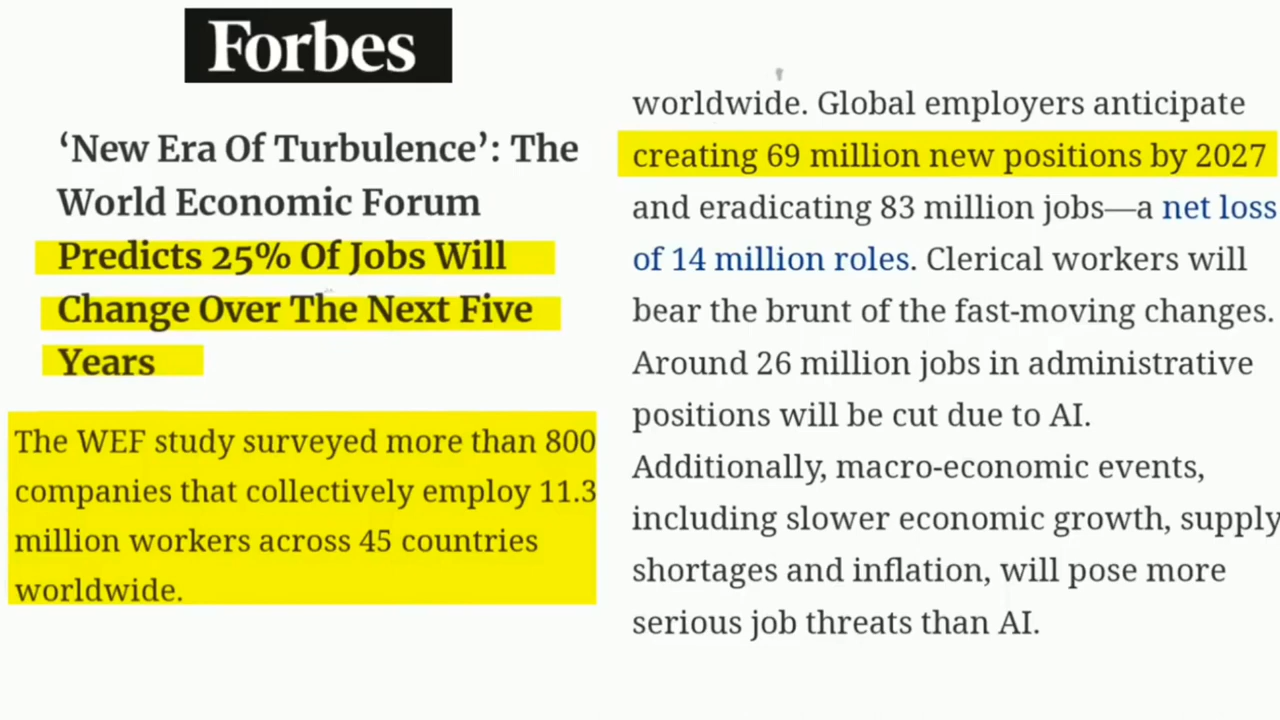 Forbes
‘New Era Of Turbulence’: The
World Economic Forum
Predicts 25% Of Jobs Will
Change Over The Next Five
Years
The WEF study surveyed more than 800
companies that collectively employ 11.3
million workers across 45 countries
worldwide.
worldwide. Global employers anticipate
creating 69 million new positions by 2027
and eradicating 83 million jobs—a net loss
of 14 million roles. Clerical workers will
bear the brunt of the fast-moving changes.
Around 26 million jobs in administrative
positions will be cut due to AI.
Additionally, macro-economic events,
including slower economic growth, supply
shortages and inflation, will pose more
serious job threats than AI.